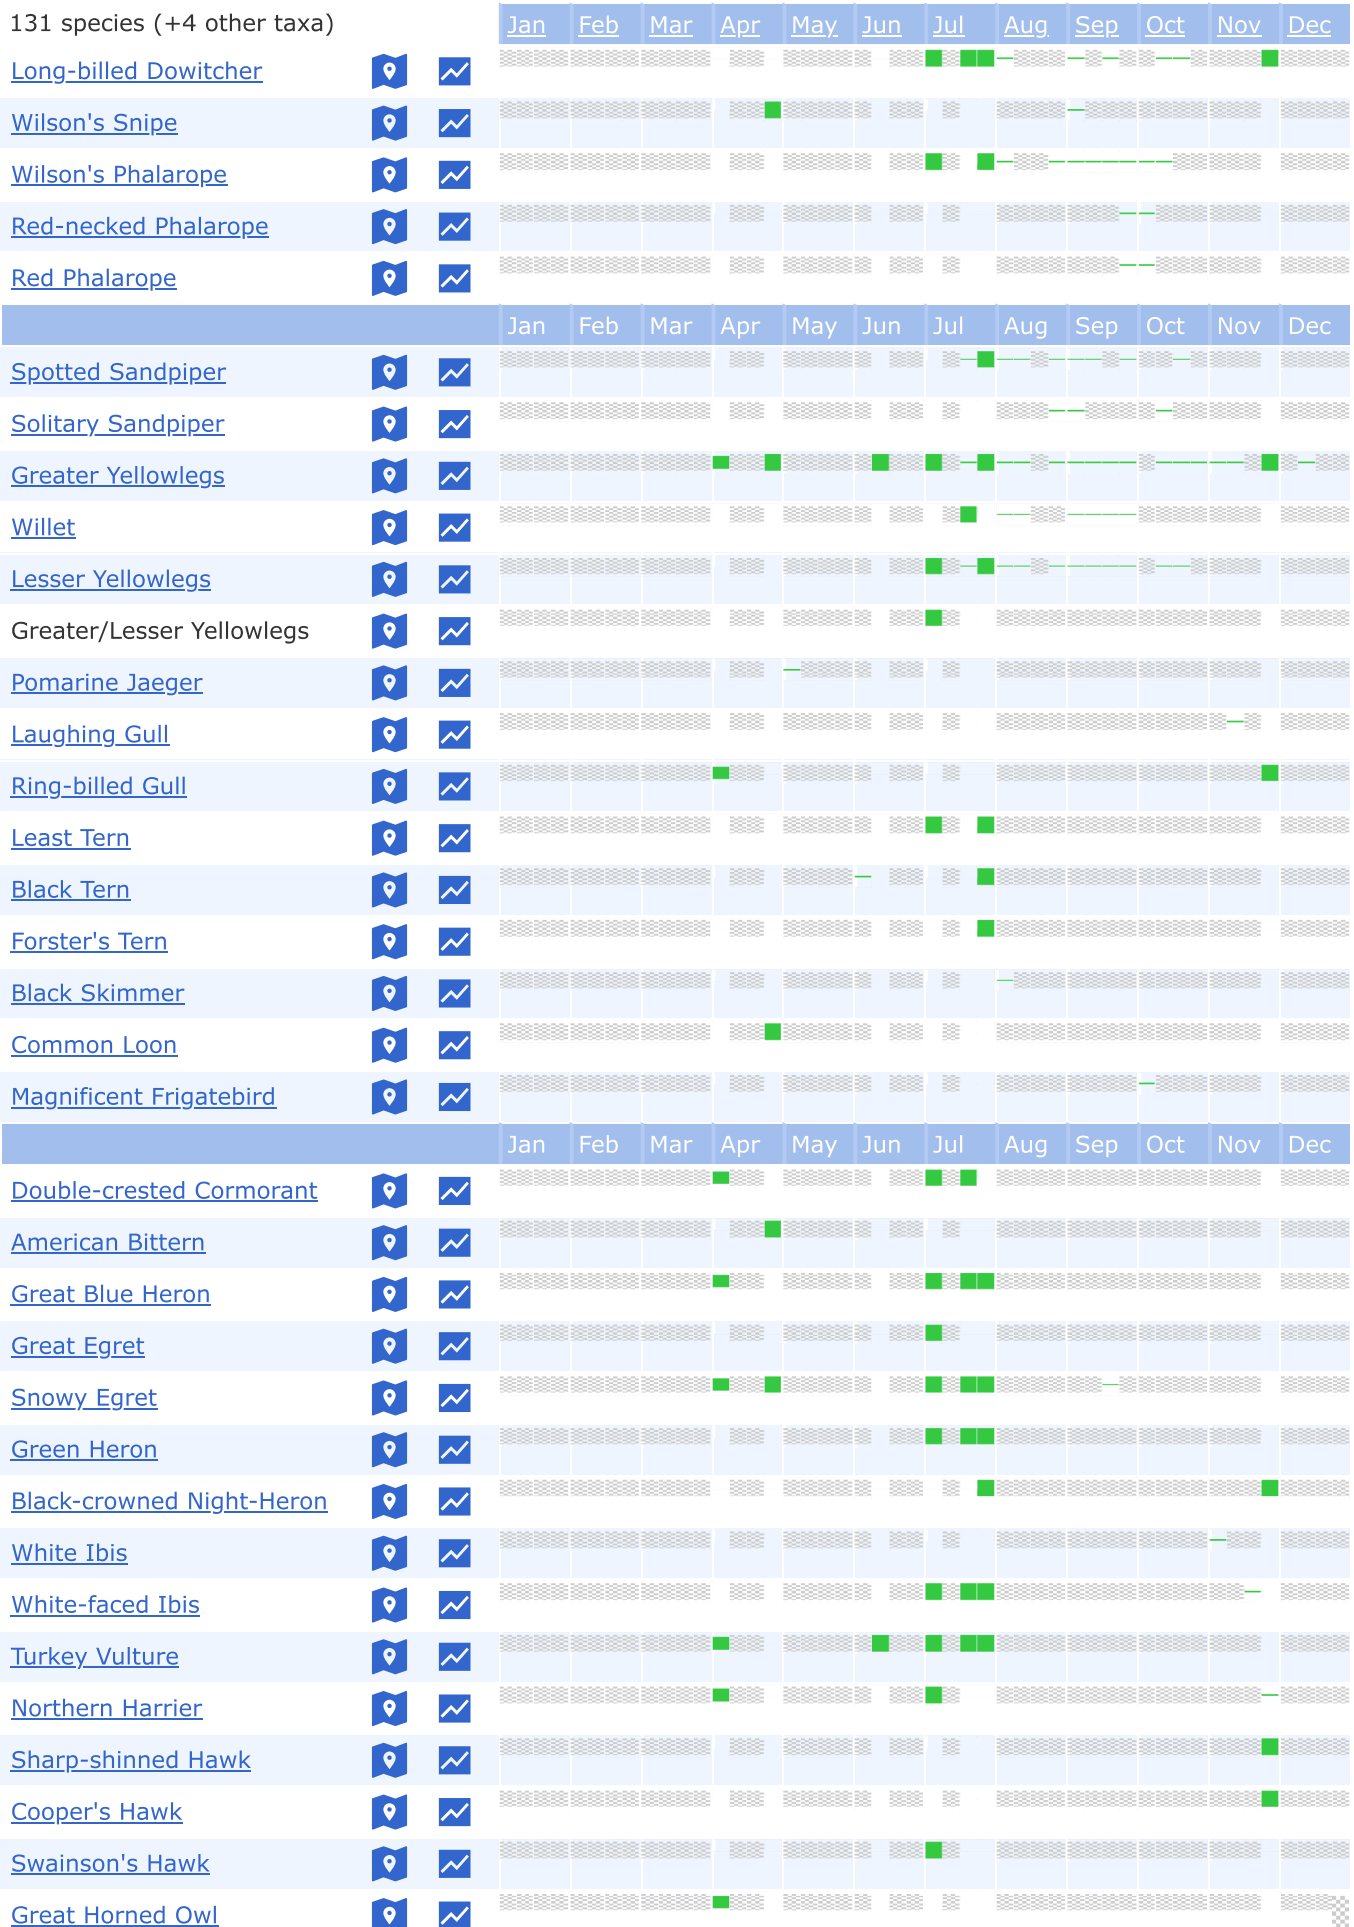 131 species (+4 other taxa) Jan Feb Mar Apr May Jun Jul Aug Sep Oct Nov Dec
Long-billed Dowitcher
Wilson's Snipe
Wilson's Phalarope
Red-necked Phalarope
Red Phalarope
Jan Feb Mar Apr May Jun Jul Aug Sep Oct Nov Dec
Spotted Sandpiper
Solitary Sandpiper
Greater Yellowlegs
Willet
Lesser Yellowlegs
Greater/Lesser Yellowlegs
Pomarine Jaeger
Laughing Gull
Ring-billed Gull
Least Tern
Black Tern
Forster's Tern
Black Skimmer
Common Loon
Magnificent Frigatebird
Jan Feb Mar Apr May Jun Jul Aug Sep Oct Nov Dec
Double-crested Cormorant
American Bittern
Great Blue Heron
Great Egret
Snowy Egret
Green Heron
Black-crowned Night-Heron
White Ibis
White-faced Ibis
Turkey Vulture
Northern Harrier
Sharp-shinned Hawk
Cooper's Hawk
Swainson's Hawk
Great Horned Owl